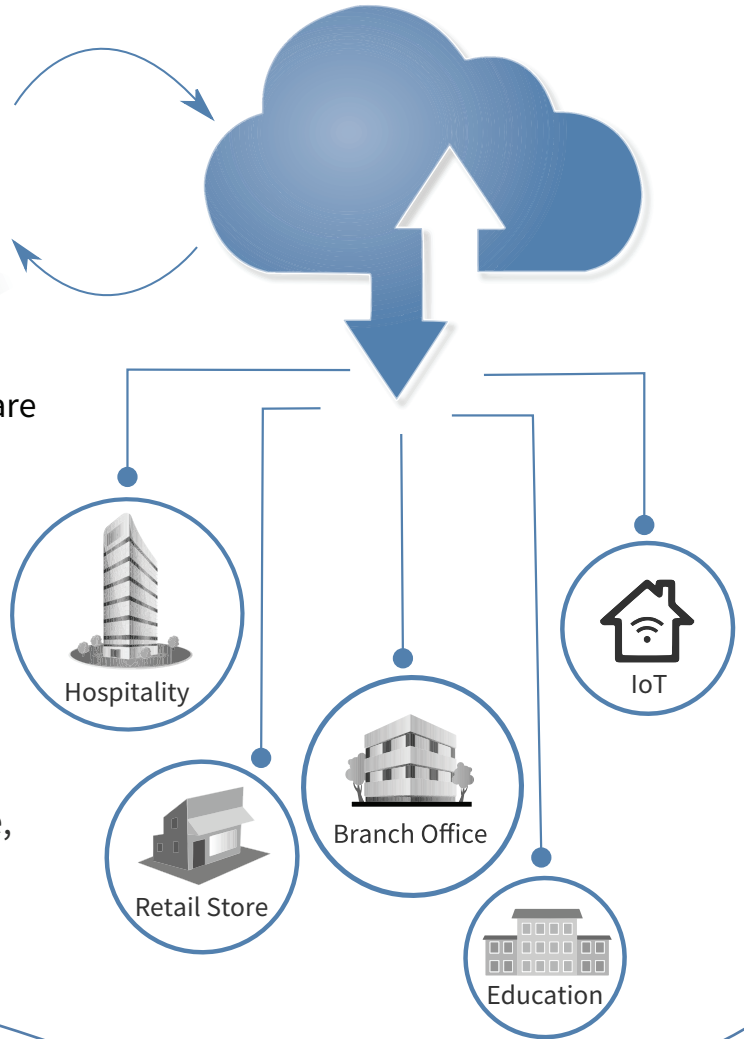 are
Hospitality
IoT
e,
Branch Office
Retail Store
Education